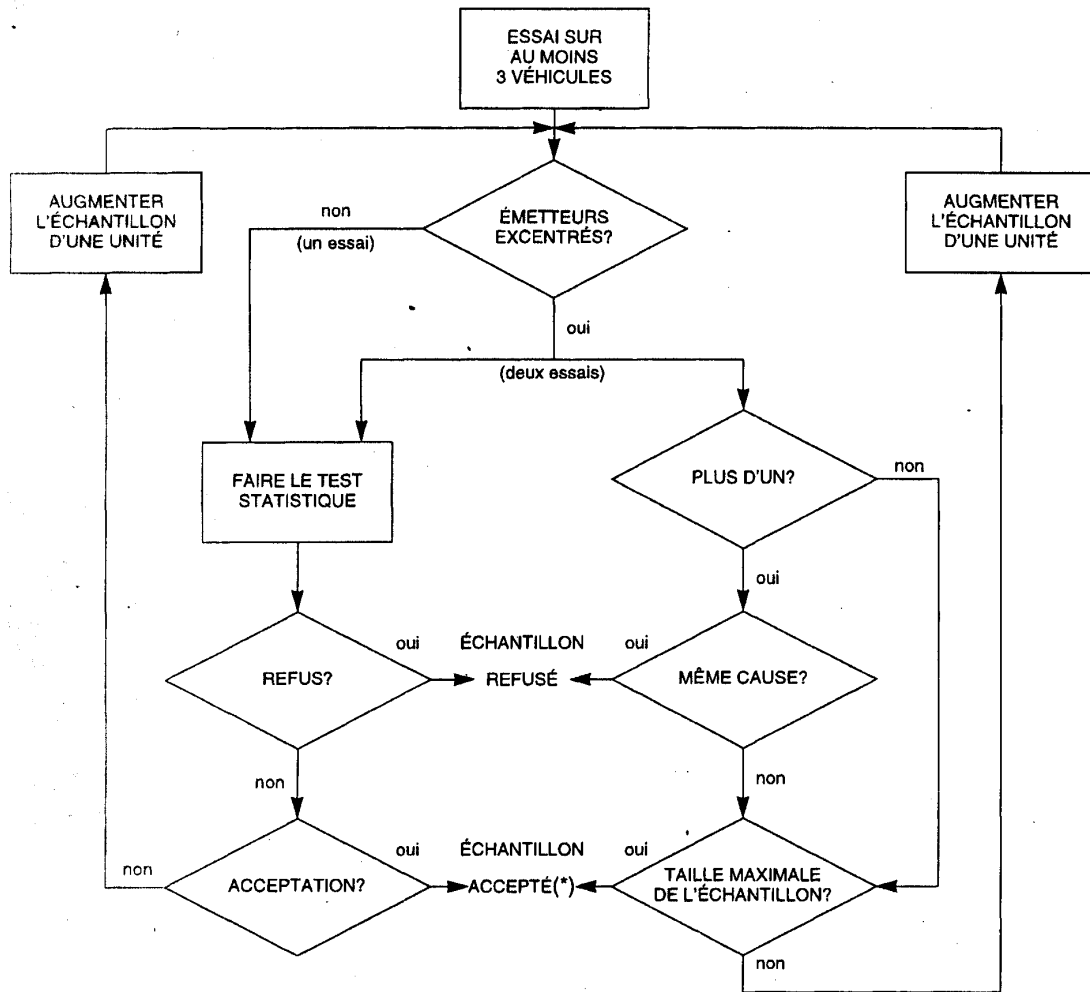 ESSAI SUR
AU MOINS
3 VÉHICULES
AUGMENTER
L'ÉCHANTILLON
D'UNE UNITÉ
non
(un essai)
ÉMETTEURS
EXCENTRÉS?
AUGMENTER
L'ÉCHANTILLON
D'UNE UNITÉ
oui
(deux essais)
FAIRE LE TEST
STATISTIQUE
PLUS D'UN?
non
oui
REFUS?
oui
ÉCHANTILLON
REFUSÉ
oui
MÊME CAUSE?
non
non
non
ACCEPTATION?
oui
ÉCHANTILLON
ACCEPTÉ(*)
oui
TAILLE MAXIMALE
DE L'ÉCHANTILLON?
non